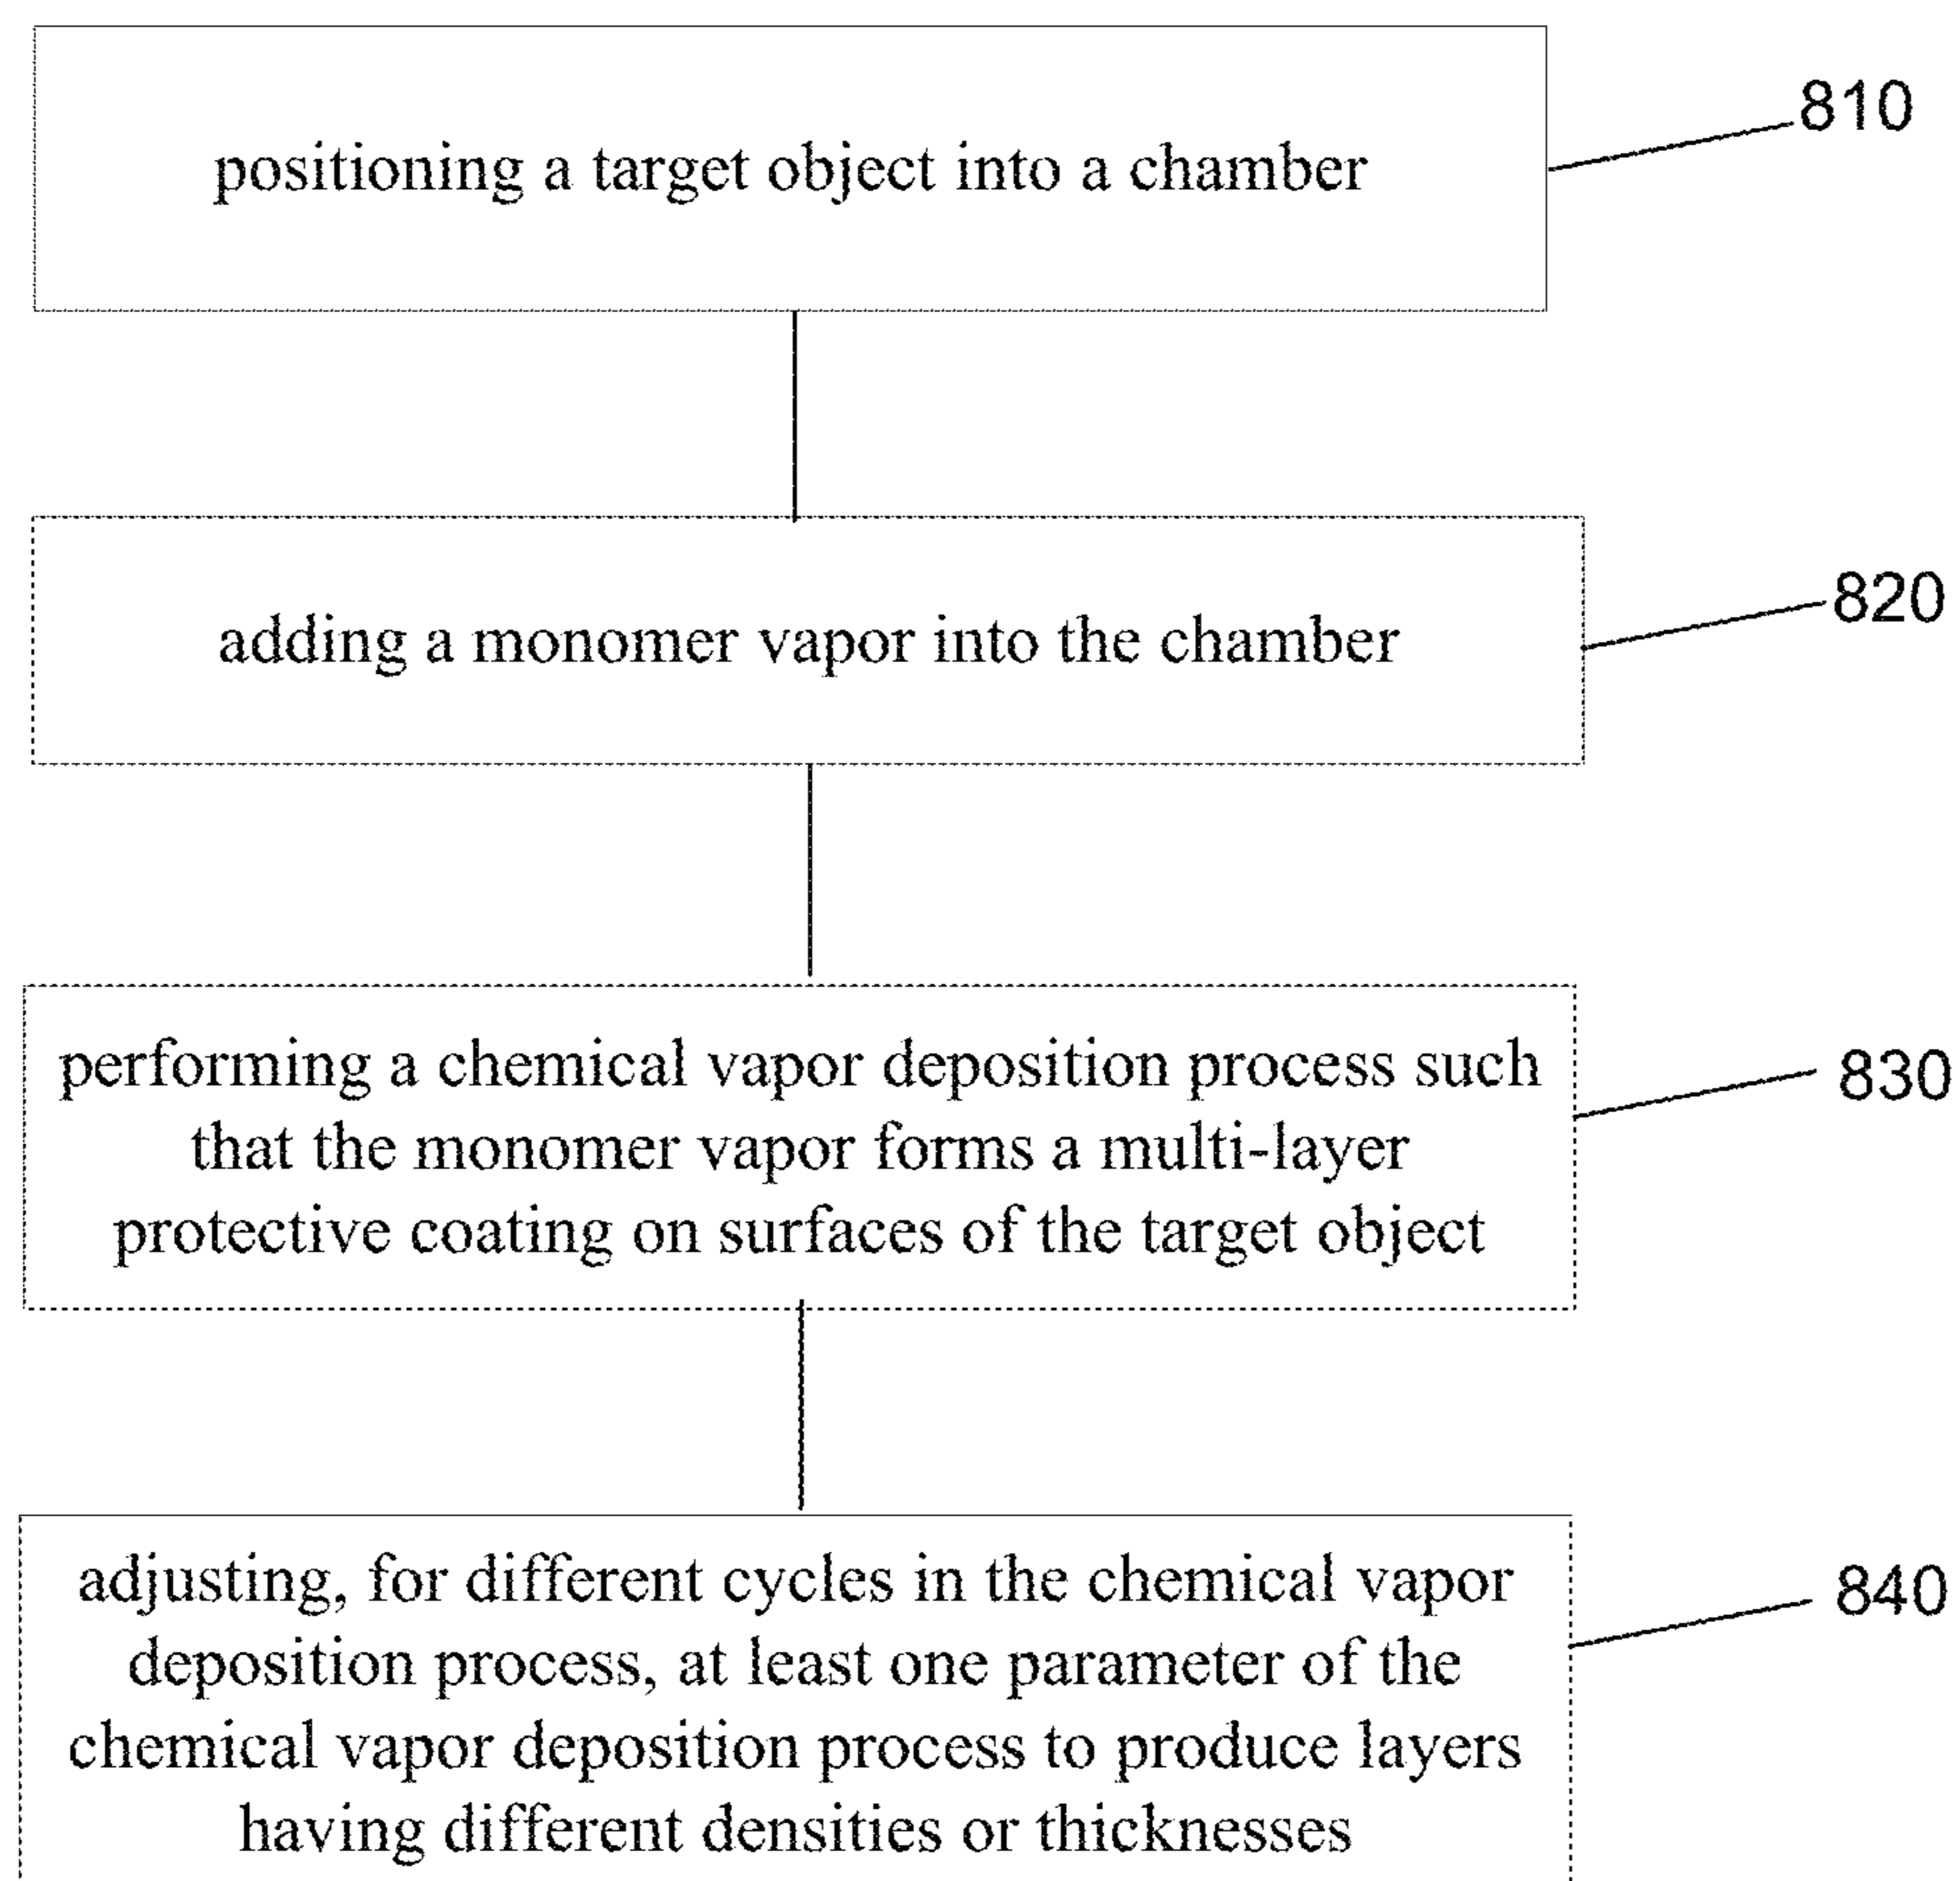 positioning a target object into a chamber
810
adding a monomer vapor into the chamber
820
performing a chemical vapor deposition process such
that the monomer vapor forms a multi-layer
protective coating on surfaces of the target object
830
adjusting, for different cycles in the chemical vapor
deposition process, at least one parameter of the
chemical vapor deposition process to produce layers
having different densities or thicknesses
840